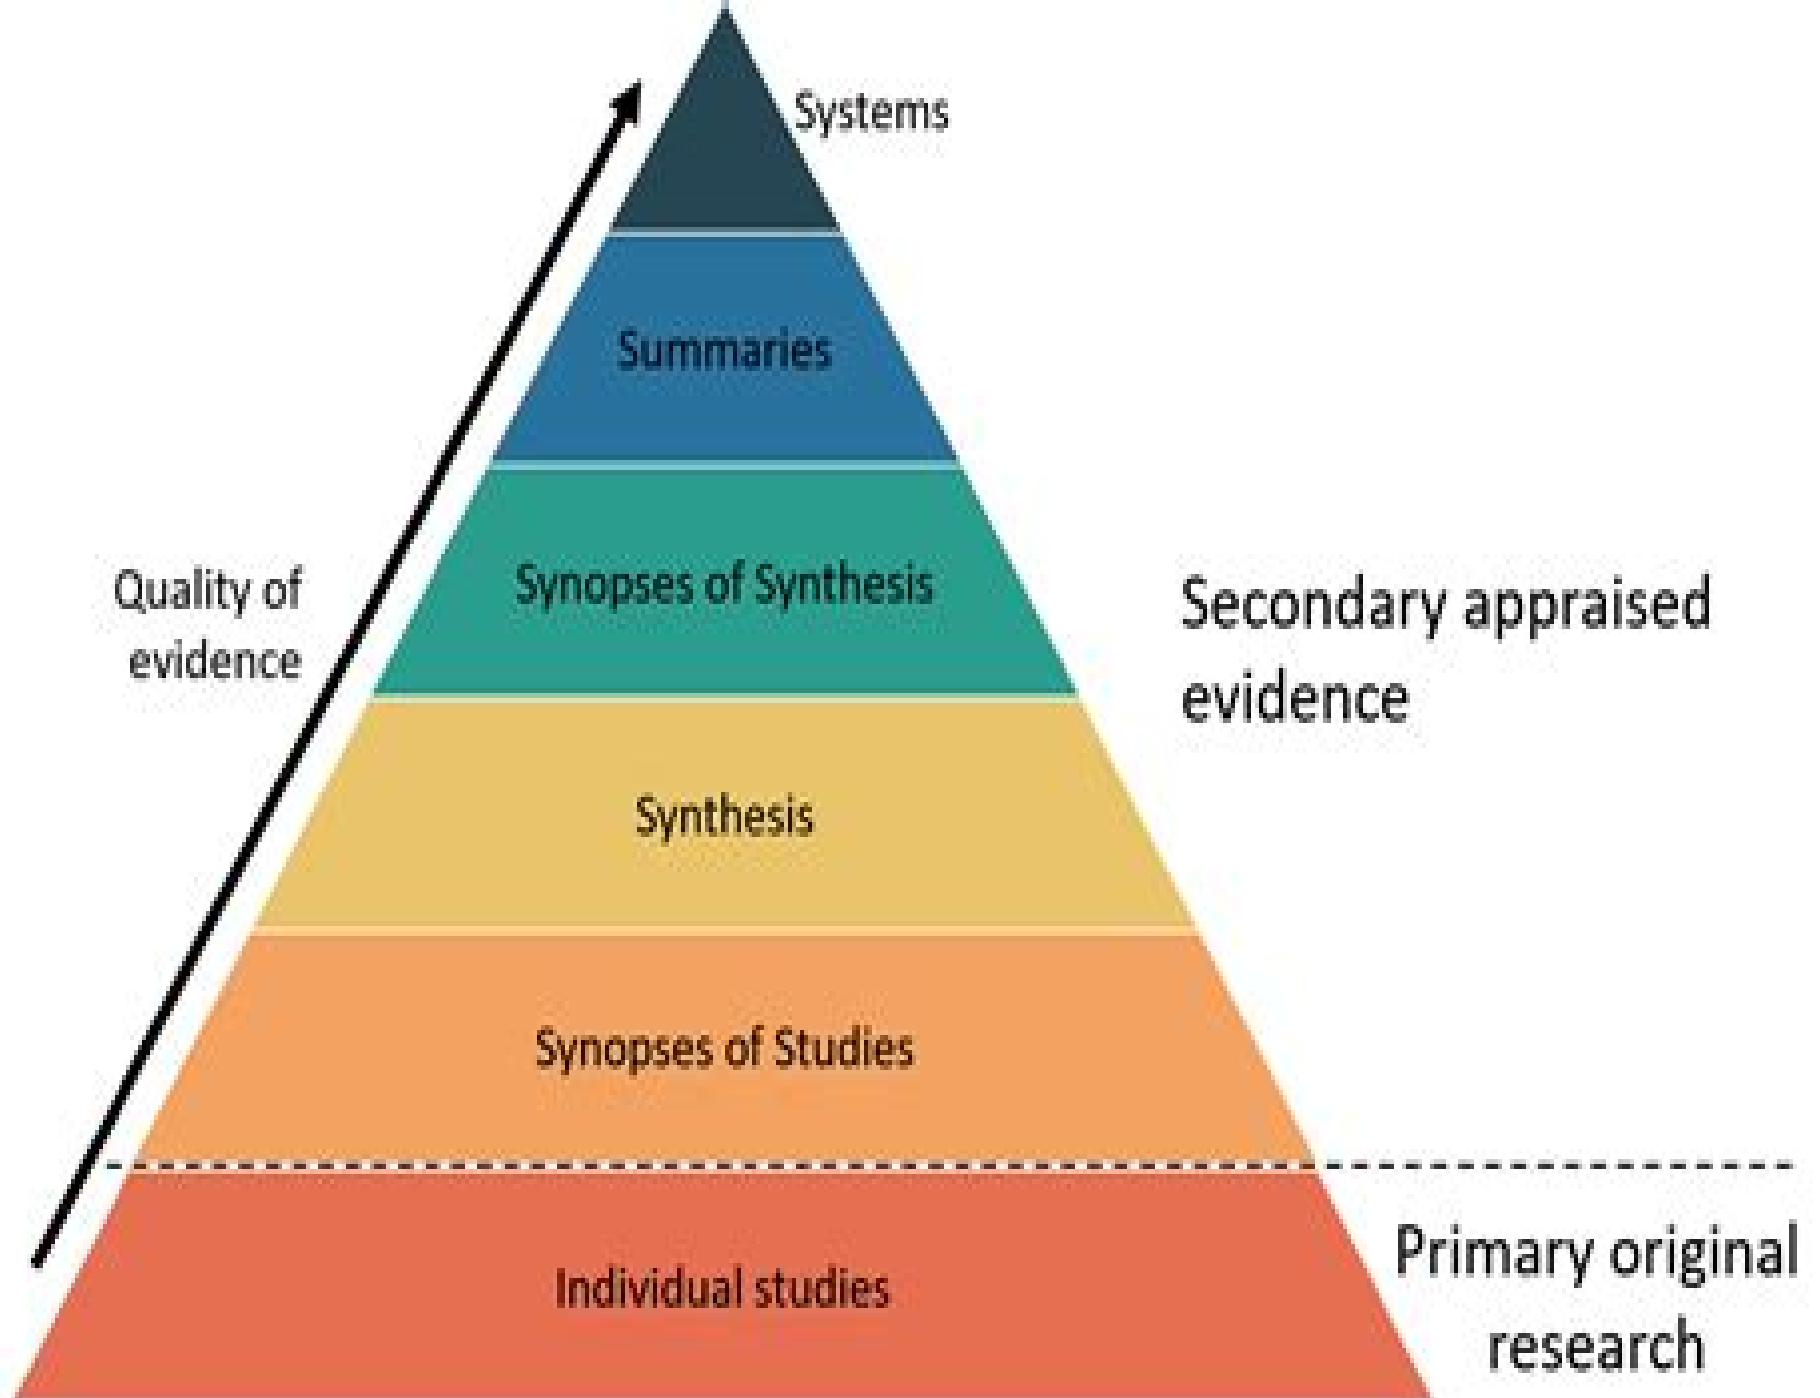 Systems
Summaries
Quality of
evidence
Synopses of Synthesis
Secondary appraised
evidence
Synthesis
Synopses of Studies
Individual studies
Primary original
research